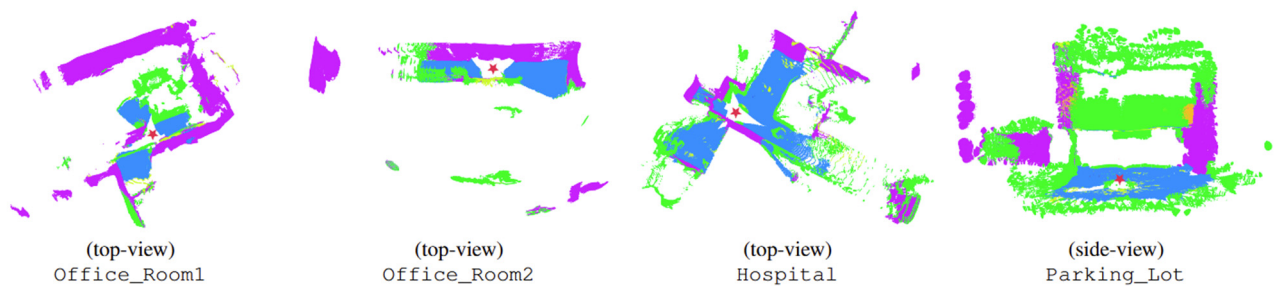 (top-view)
Office_Room1
(top-view)
Office_Room2
(top-view)
Hospital
(side-view)
Parking_Lot